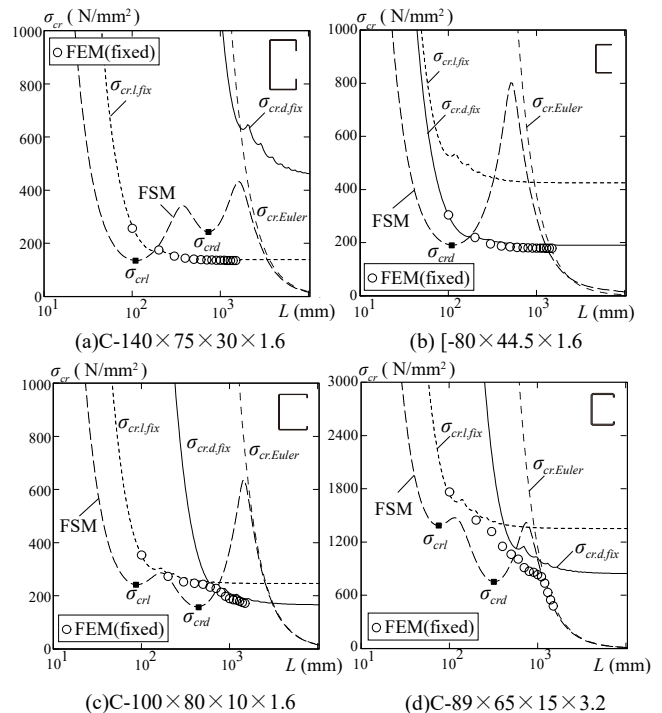 σcr ( N/mm²)
1000
800
600
400
200
0
FEM(fixed)
σcr.l.fix
σcr.d.fix
FSM
σcr.Euler
σcrl
σcrd
10¹ 10² 10³ L (mm)
(a)C-140×75×30×1.6
σcr ( N/mm²)
1000
800
600
400
200
0
σcr.l.fix
σcr.d.fix
σcr.Euler
FSM
σcrd
FEM(fixed)
10¹ 10² 10³ L (mm)
(b) [-80×44.5×1.6
σcr ( N/mm²)
1000
800
600
400
200
0
σcr.l.fix
σcr.d.fix
σcr.Euler
FSM
σcrl
σcrd
FEM(fixed)
10¹ 10² 10³ L (mm)
(c)C-100×80×10×1.6
σcr ( N/mm²)
3000
2400
1800
1200
600
0
σcr.l.fix
σcr.Euler
FSM
σcrl
σcr.d.fix
σcrd
FEM(fixed)
10¹ 10² 10³ L (mm)
(d)C-89×65×15×3.2